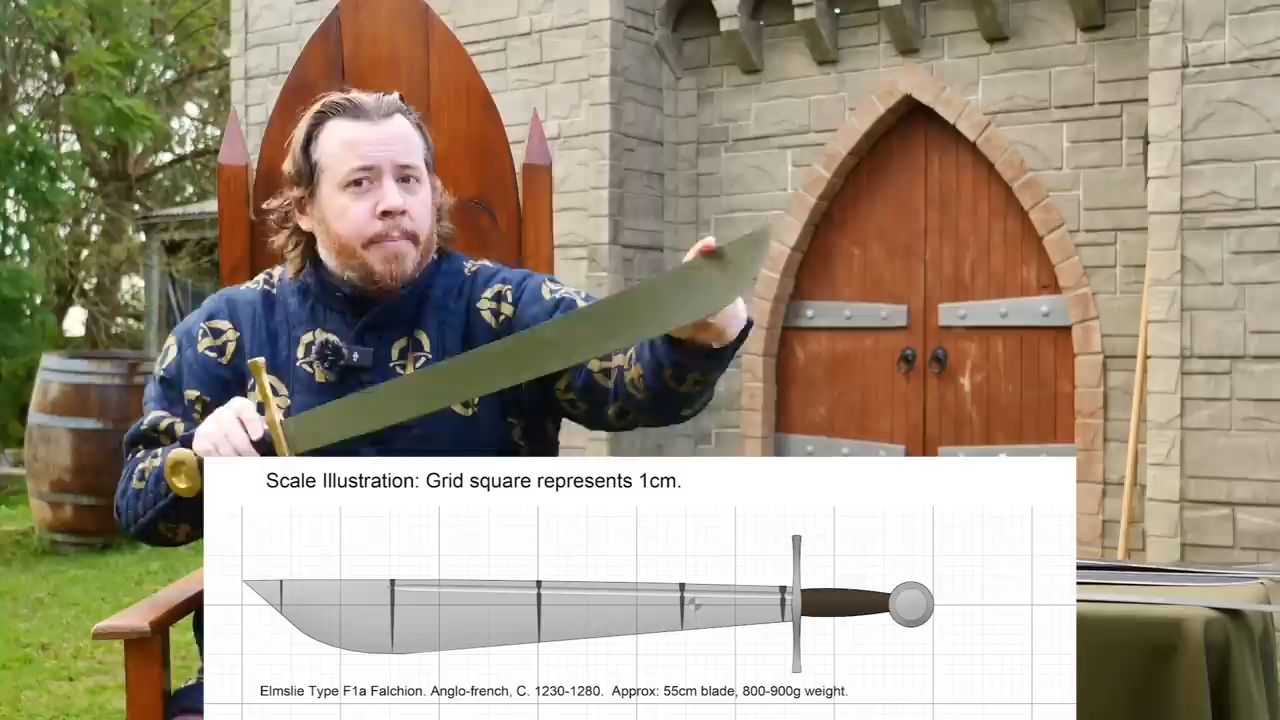 Scale Illustration: Grid square represents 1cm.
Elmslie Type F1a Falchion. Anglo-french, C. 1230-1280.  Approx: 55cm blade, 800-900g weight.